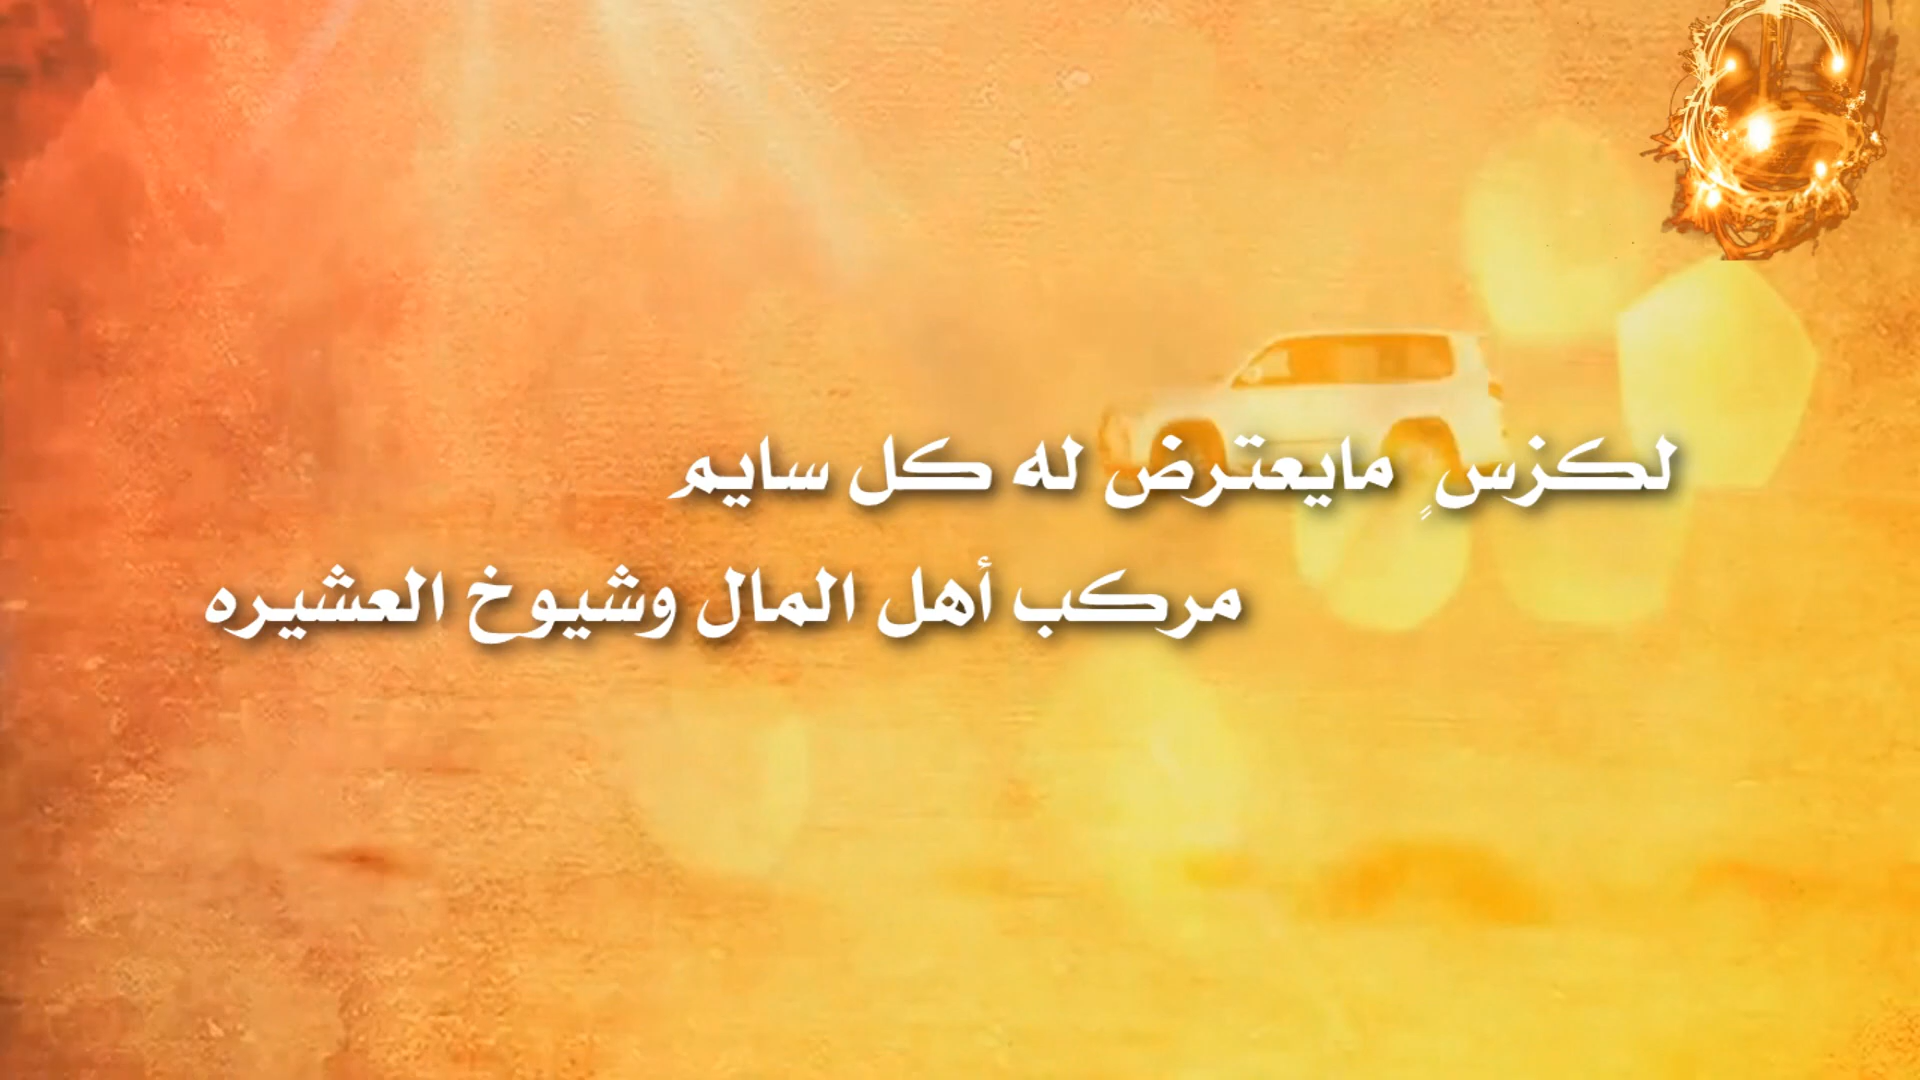 لكزسٍ مايعترض له كل سايم
مركب أهل المال وشيوخ العشيره